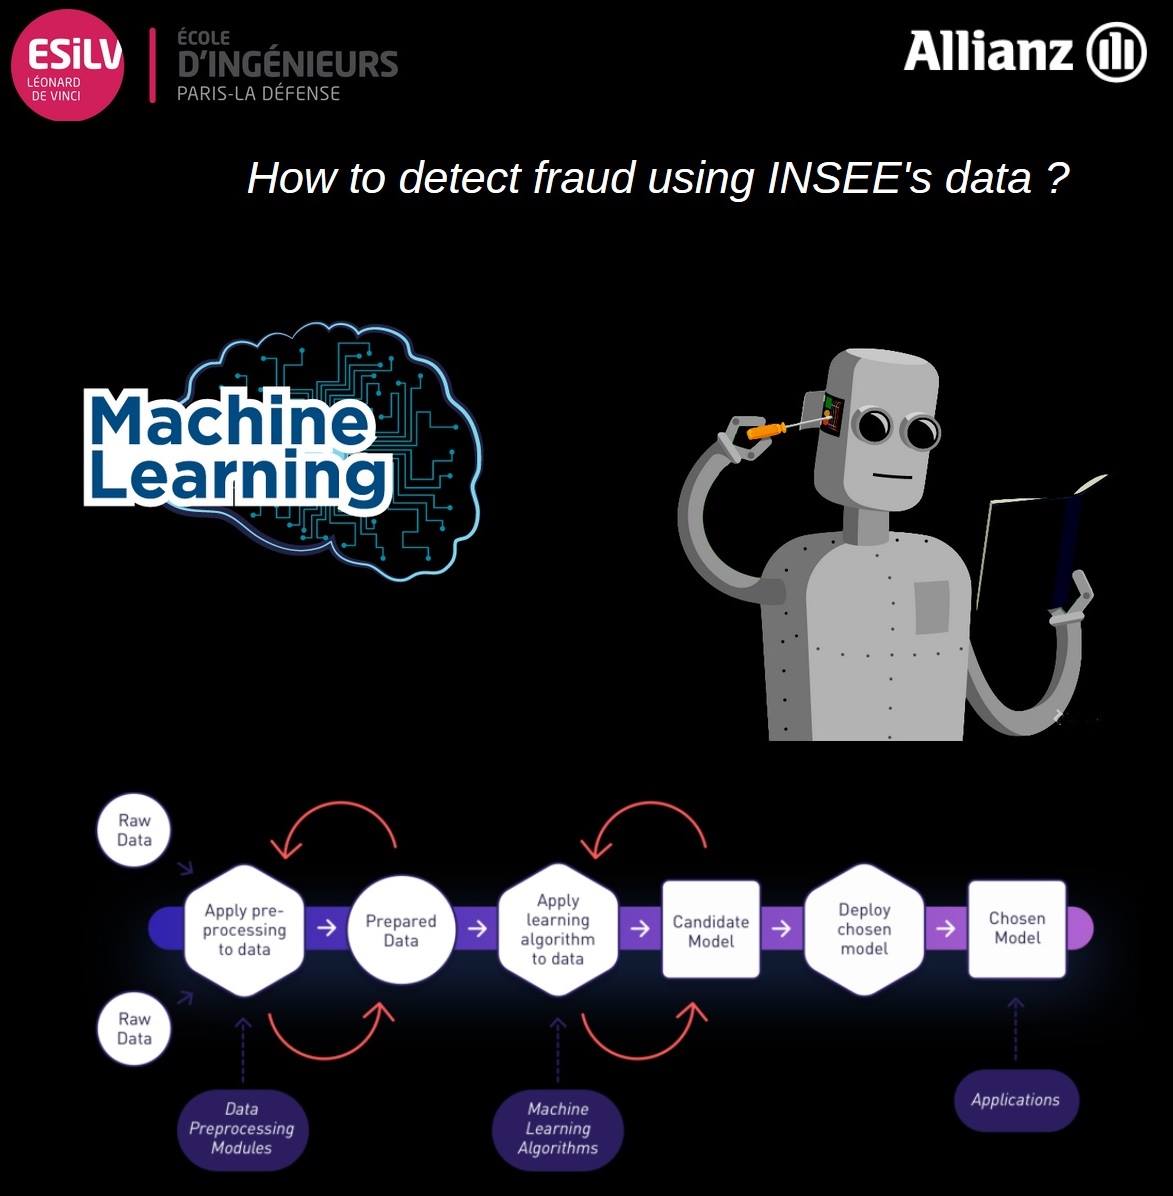 ESiLV
LÉONARD
DE VINCI
ÉCOLE
D'INGÉNIEURS
PARIS-LA DÉFENSE
Allianz
How to detect fraud using INSEE's data ?
Machine
Learning
Raw
Data
Apply pre-
processing
to data
Prepared
Data
Apply
learning
algorithm
to data
Candidate
Model
Deploy
chosen
model
Chosen
Model
Raw
Data
Data
Preprocessing
Modules
Machine
Learning
Algorithms
Applications